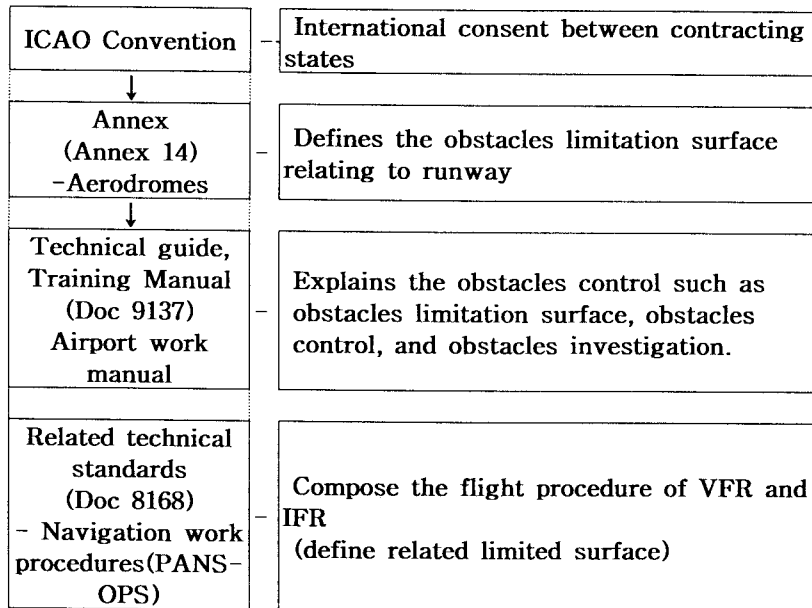 ICAO Convention
– International consent between contracting
states
Annex
(Annex 14)
-Aerodromes
– Defines the obstacles limitation surface
relating to runway
Technical guide,
Training Manual
(Doc 9137)
Airport work
manual
– Explains the obstacles control such as
obstacles limitation surface, obstacles
control, and obstacles investigation.
Related technical
standards
(Doc 8168)
- Navigation work
procedures(PANS-
OPS)
– Compose the flight procedure of VFR and
IFR
(define related limited surface)